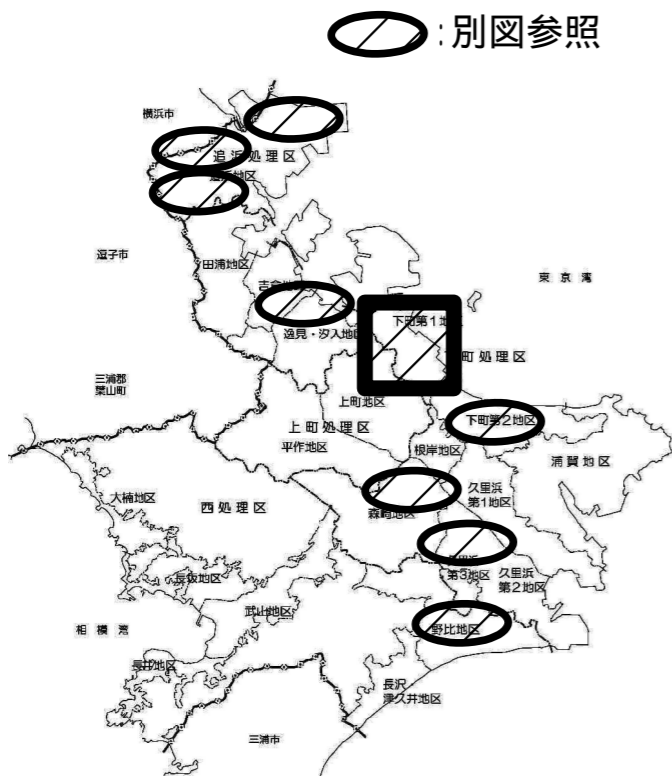 :別図参照
横浜市
追浜処理区
逗子市
田浦地区
東京湾
逸見・汐入地区
下町第1地区
町処理区
三浦郡
葉山町
上町地区
上町処理区
平作地区
下町第2地区
根岸地区
浦賀地区
大楠地区
西処理区
森崎地区
久里浜
第1地区
第3地区
久里浜
第2地区
長坂地区
武山地区
野比地区
相模湾
長井地区
長沢
津久井地区
三浦市